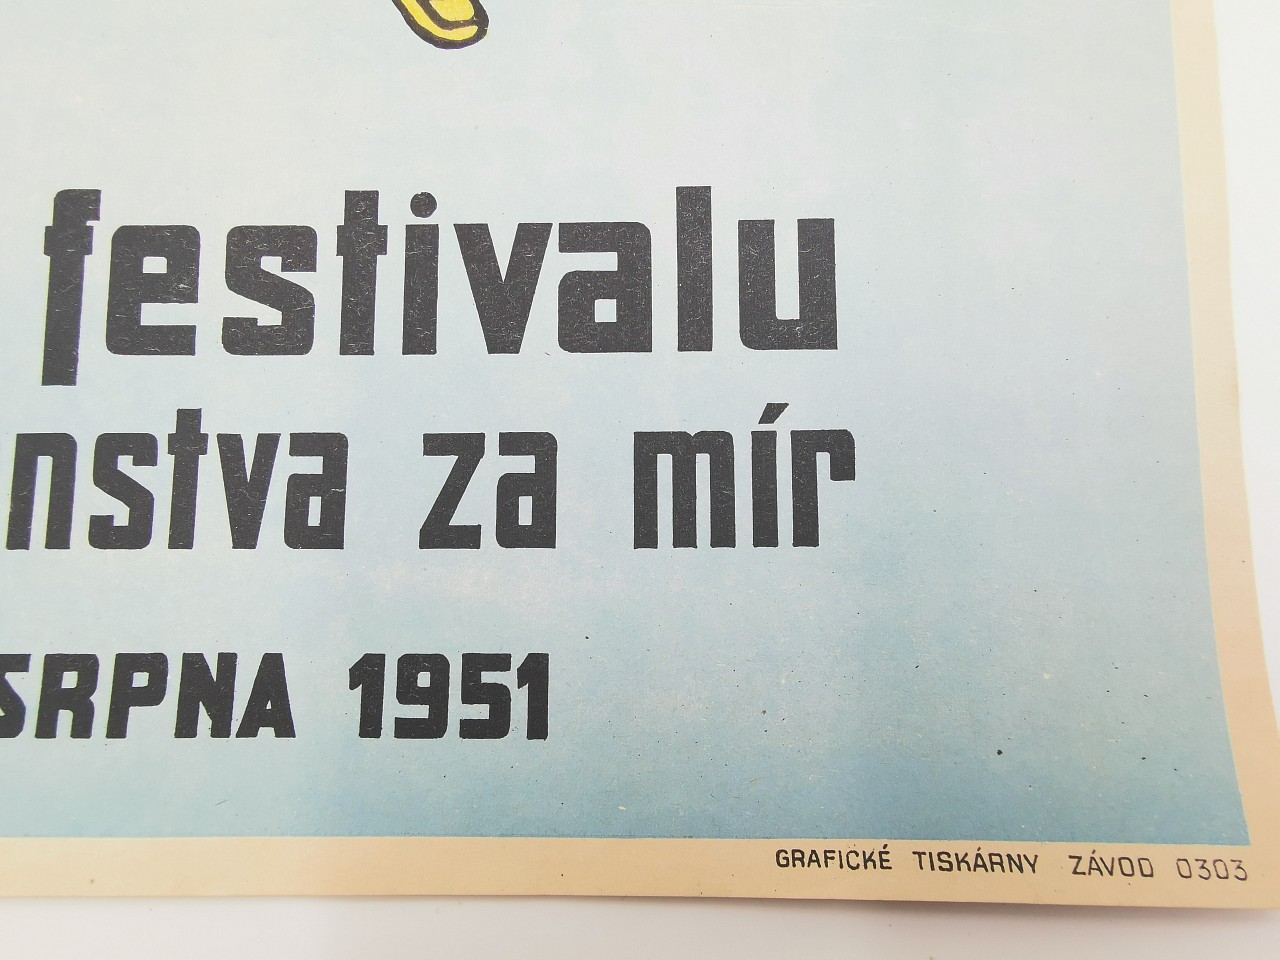 festivalu
nstva za mír
SRPNA 1951
GRAFICKÉ TISKÁRNY ZÁVOD 0303